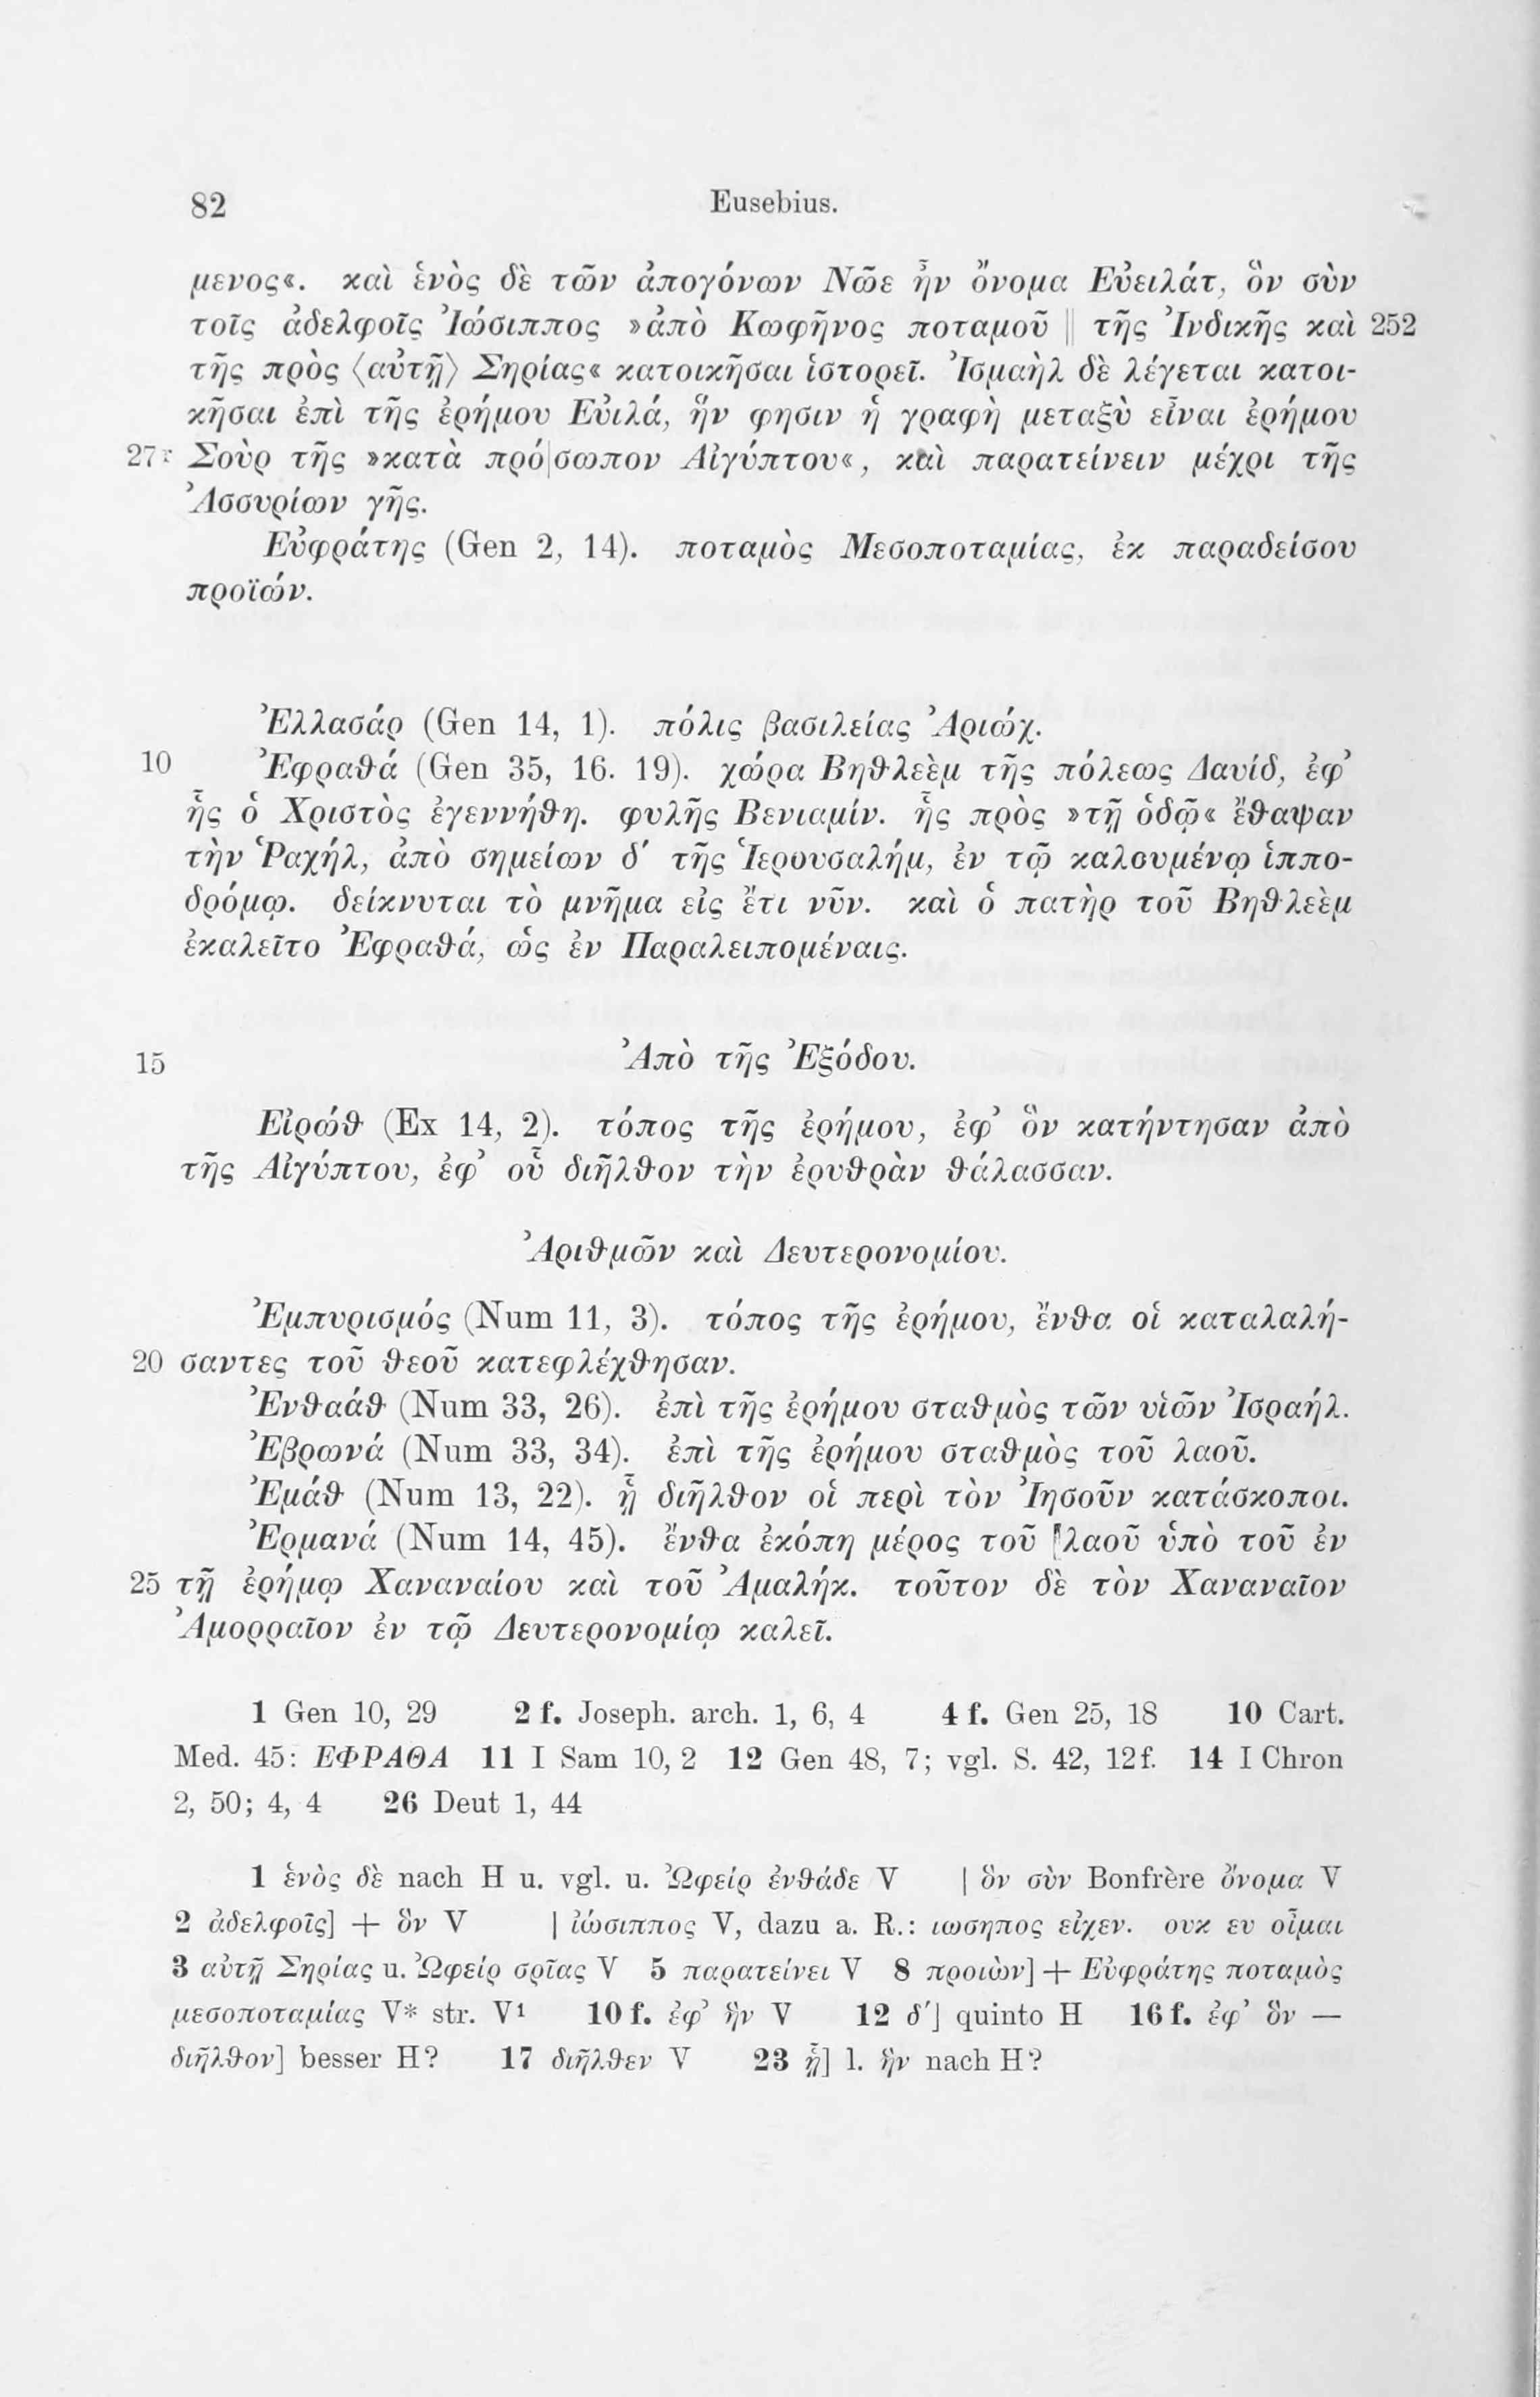 82 Eusebius.
μενος«. καὶ ἑνὸς δὲ τῶν ἀπογόνων Νῶε ἦν ὄνομα Εὐειλάτ, ὃν σὺν
τοῖς ἀδελφοῖς Ἰώσιππος »ἀπὸ Κωφῆνος ποταμοῦ || τῆς Ἰνδικῆς καὶ 252
τῆς πρὸς ⟨αὐτῇ⟩ Σηρίας« κατοικῆσαι ἱστορεῖ. Ἰσμαὴλ δὲ λέγεται κατοι-
κῆσαι ἐπὶ τῆς ἐρήμου Εὐιλά, ἥν φησιν ἡ γραφὴ μεταξὺ εἶναι ἐρήμου
27r Σοὺρ τῆς »κατὰ πρό|σωπον Αἰγύπτου«, καὶ παρατείνειν μέχρι τῆς
Ἀσσυρίων γῆς.
Εὐφράτης (Gen 2, 14). ποταμὸς Μεσοποταμίας, ἐκ παραδείσου
προϊών.
Ἐλλασάρ (Gen 14, 1). πόλις βασιλείας Ἀριώχ.
10 Ἐφραθά (Gen 35, 16. 19). χώρα Βηθλεὲμ τῆς πόλεως Δαυίδ, ἐφ’
ἧς ὁ Χριστὸς ἐγεννήθη. φυλῆς Βενιαμίν. ἧς πρὸς »τῇ ὁδῷ« ἔθαψαν
τὴν Ῥαχήλ, ἀπὸ σημείων δ′ τῆς Ἱερουσαλήμ, ἐν τῷ καλουμένῳ ἱππο-
δρόμῳ. δείκνυται τὸ μνῆμα εἰς ἔτι νῦν. καὶ ὁ πατὴρ τοῦ Βηθλεὲμ
ἐκαλεῖτο Ἐφραθά, ὡς ἐν Παραλειπομέναις.
15 Ἀπὸ τῆς Ἐξόδου.
Εἰρώθ (Ex 14, 2). τόπος τῆς ἐρήμου, ἐφ’ ὃν κατήντησαν ἀπὸ
τῆς Αἰγύπτου, ἐφ’ οὗ διῆλθον τὴν ἐρυθρὰν θάλασσαν.
Ἀριθμῶν καὶ Δευτερονομίου.
Ἐμπυρισμός (Num 11, 3). τόπος τῆς ἐρήμου, ἔνθα οἱ καταλαλή-
20 σαντες τοῦ θεοῦ κατεφλέχθησαν.
Ἐνθαάθ (Num 33, 26). ἐπὶ τῆς ἐρήμου σταθμὸς τῶν υἱῶν Ἰσραήλ.
Ἐβρωνά (Num 33, 34). ἐπὶ τῆς ἐρήμου σταθμὸς τοῦ λαοῦ.
Ἐμάθ (Num 13, 22). ᾗ διῆλθον οἱ περὶ τὸν Ἰησοῦν κατάσκοποι.
Ἑρμανά (Num 14, 45). ἔνθα ἐκόπη μέρος τοῦ λαοῦ ὑπὸ τοῦ ἐν
25 τῇ ἐρήμῳ Χαναναίου καὶ τοῦ Ἀμαλήκ. τοῦτον δὲ τὸν Χαναναῖον
Ἀμορραῖον ἐν τῷ Δευτερονομίῳ καλεῖ.
1 Gen 10, 29 2 f. Joseph. arch. 1, 6, 4 4 f. Gen 25, 18 10 Cart.
Med. 45: ΕΦΡΑΘΑ 11 I Sam 10, 2 12 Gen 48, 7; vgl. S. 42, 12 f. 14 I Chron
2, 50; 4, 4 26 Deut 1, 44
1 ἑνὸς δὲ nach H u. vgl. u. Ὠφείρ ἐνθάδε V | ὃν σὺν Bonfrère ὄνομα V
2 ἀδελφοῖς] + ὃν V | ἰώσιππος V, dazu a. R.: ιωσηπος εἶχεν. ουκ ευ οἶμαι
3 αὐτῇ Σηρίας u. Ὠφείρ σρῖας V 5 παρατείνει V 8 προιὼν] + Εὐφράτης ποταμὸς
μεσοποταμίας V* str. V¹ 10 f. ἐφ’ ἣν V 12 δ′] quinto H 16 f. ἐφ’ ὃν —
διῆλθον] besser H? 17 διῆλθεν V 23 ᾗ] l. ἣν nach H?